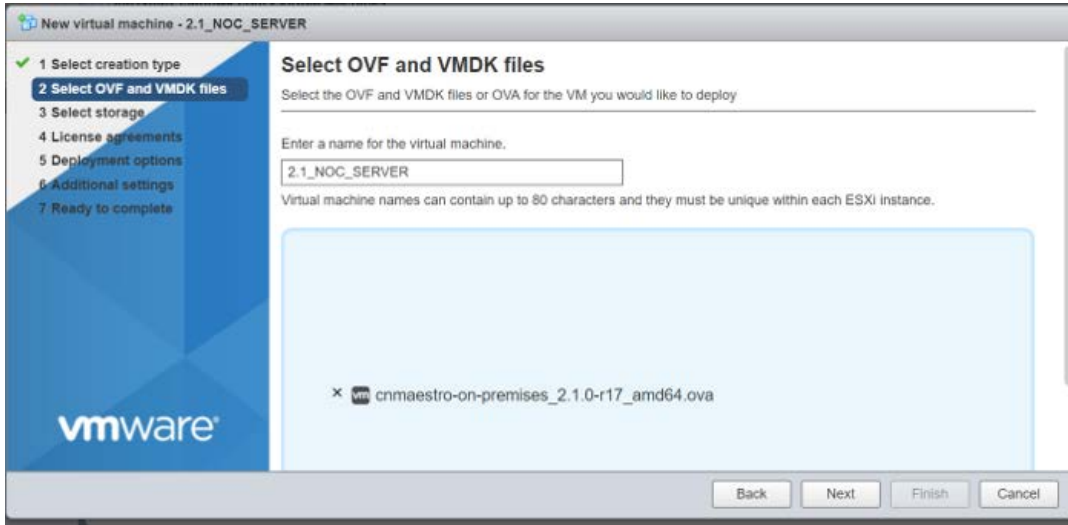 New virtual machine - 2.1_NOC_SERVER
1 Select creation type
2 Select OVF and VMDK files
3 Select storage
4 License agreements
5 Deployment options
6 Additional settings
7 Ready to complete
vmware®
Select OVF and VMDK files
Select the OVF and VMDK files or OVA for the VM you would like to deploy
Enter a name for the virtual machine.
2.1_NOC_SERVER
Virtual machine names can contain up to 80 characters and they must be unique within each ESXi instance.
× vm cnmaestro-on-premises_2.1.0-r17_amd64.ova
Back Next Finish Cancel